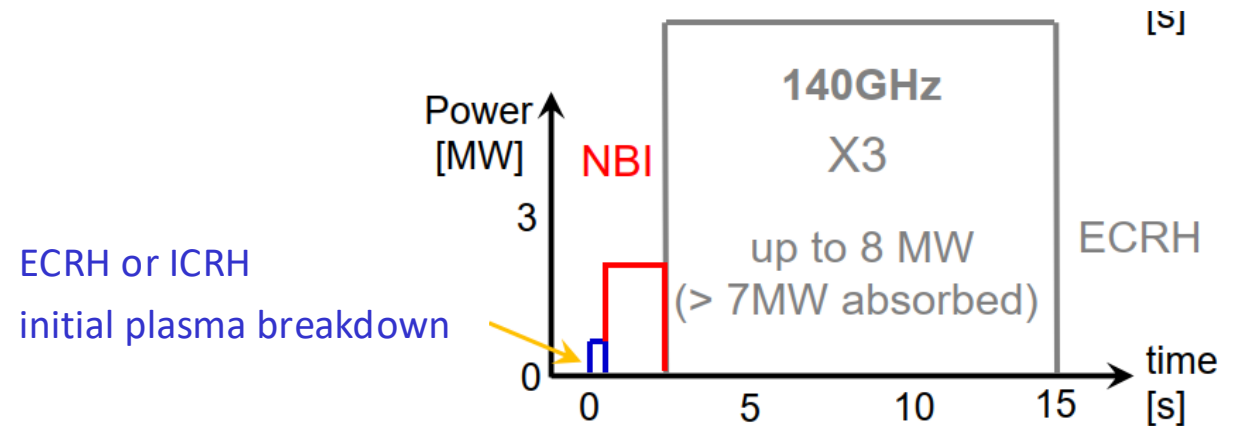 [s]
140GHz
Power
[MW]
NBI
X3
3
up to 8 MW
(> 7MW absorbed)
ECRH
ECRH or ICRH
initial plasma breakdown
0
time
[s]
0
5
10
15